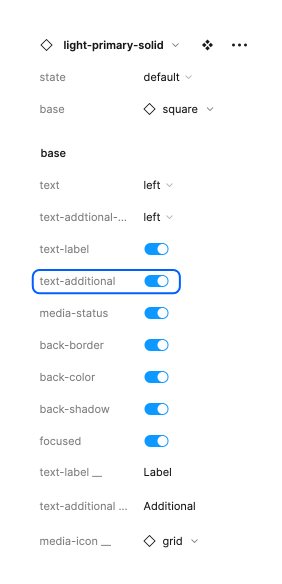 light-primary-solid
state default
base square
base
text left
text-addtional-... left
text-label
text-additional
media-status
back-border
back-color
back-shadow
focused
text-label __ Label
text-additional ... Additional
media-icon __ grid